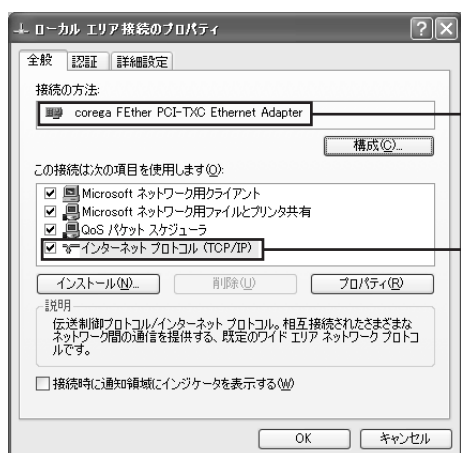 ローカル エリア接続のプロパティ
全般 認証 詳細設定
接続の方法:
corega FEther PCI-TXC Ethernet Adapter
構成(C)...
この接続は次の項目を使用します(O):
Microsoft ネットワーク用クライアント
Microsoft ネットワーク用ファイルとプリンタ共有
QoS パケット スケジューラ
インターネット プロトコル (TCP/IP)
インストール(N)... 削除(U) プロパティ(R)
説明
伝送制御プロトコル/インターネット プロトコル。相互接続されたさまざまな
ネットワーク間の通信を提供する、既定のワイド エリア ネットワーク プロトコ
ルです。
接続時に通知領域にインジケータを表示する(W)
OK キャンセル